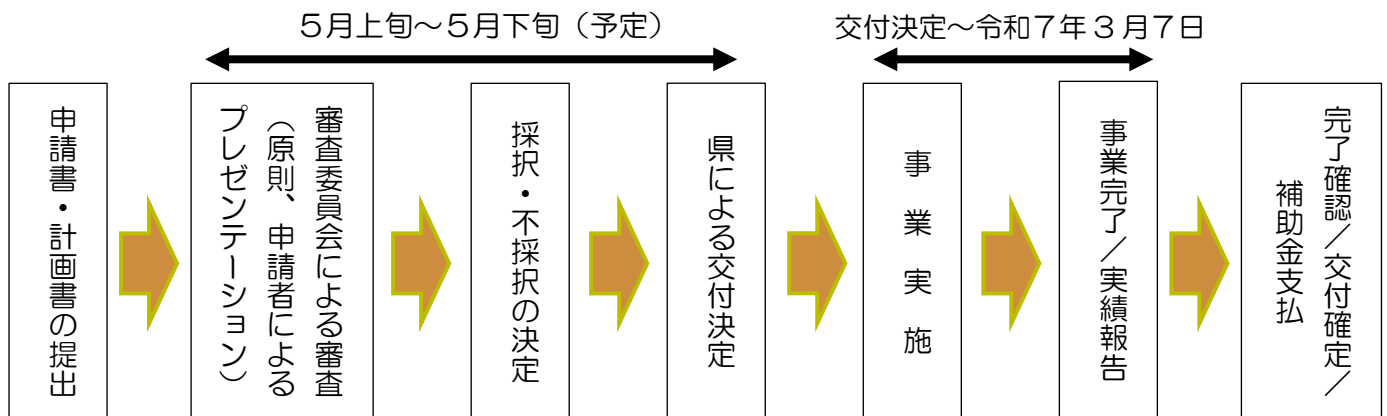 ５月上旬～５月下旬（予定）
交付決定～令和７年３月７日
申請書・計画書の提出
審査委員会による審査
（原則、申請者による
プレゼンテーション）
採択・不採択の決定
県による交付決定
事業実施
事業完了／実績報告
完了確認／交付確定／
補助金支払